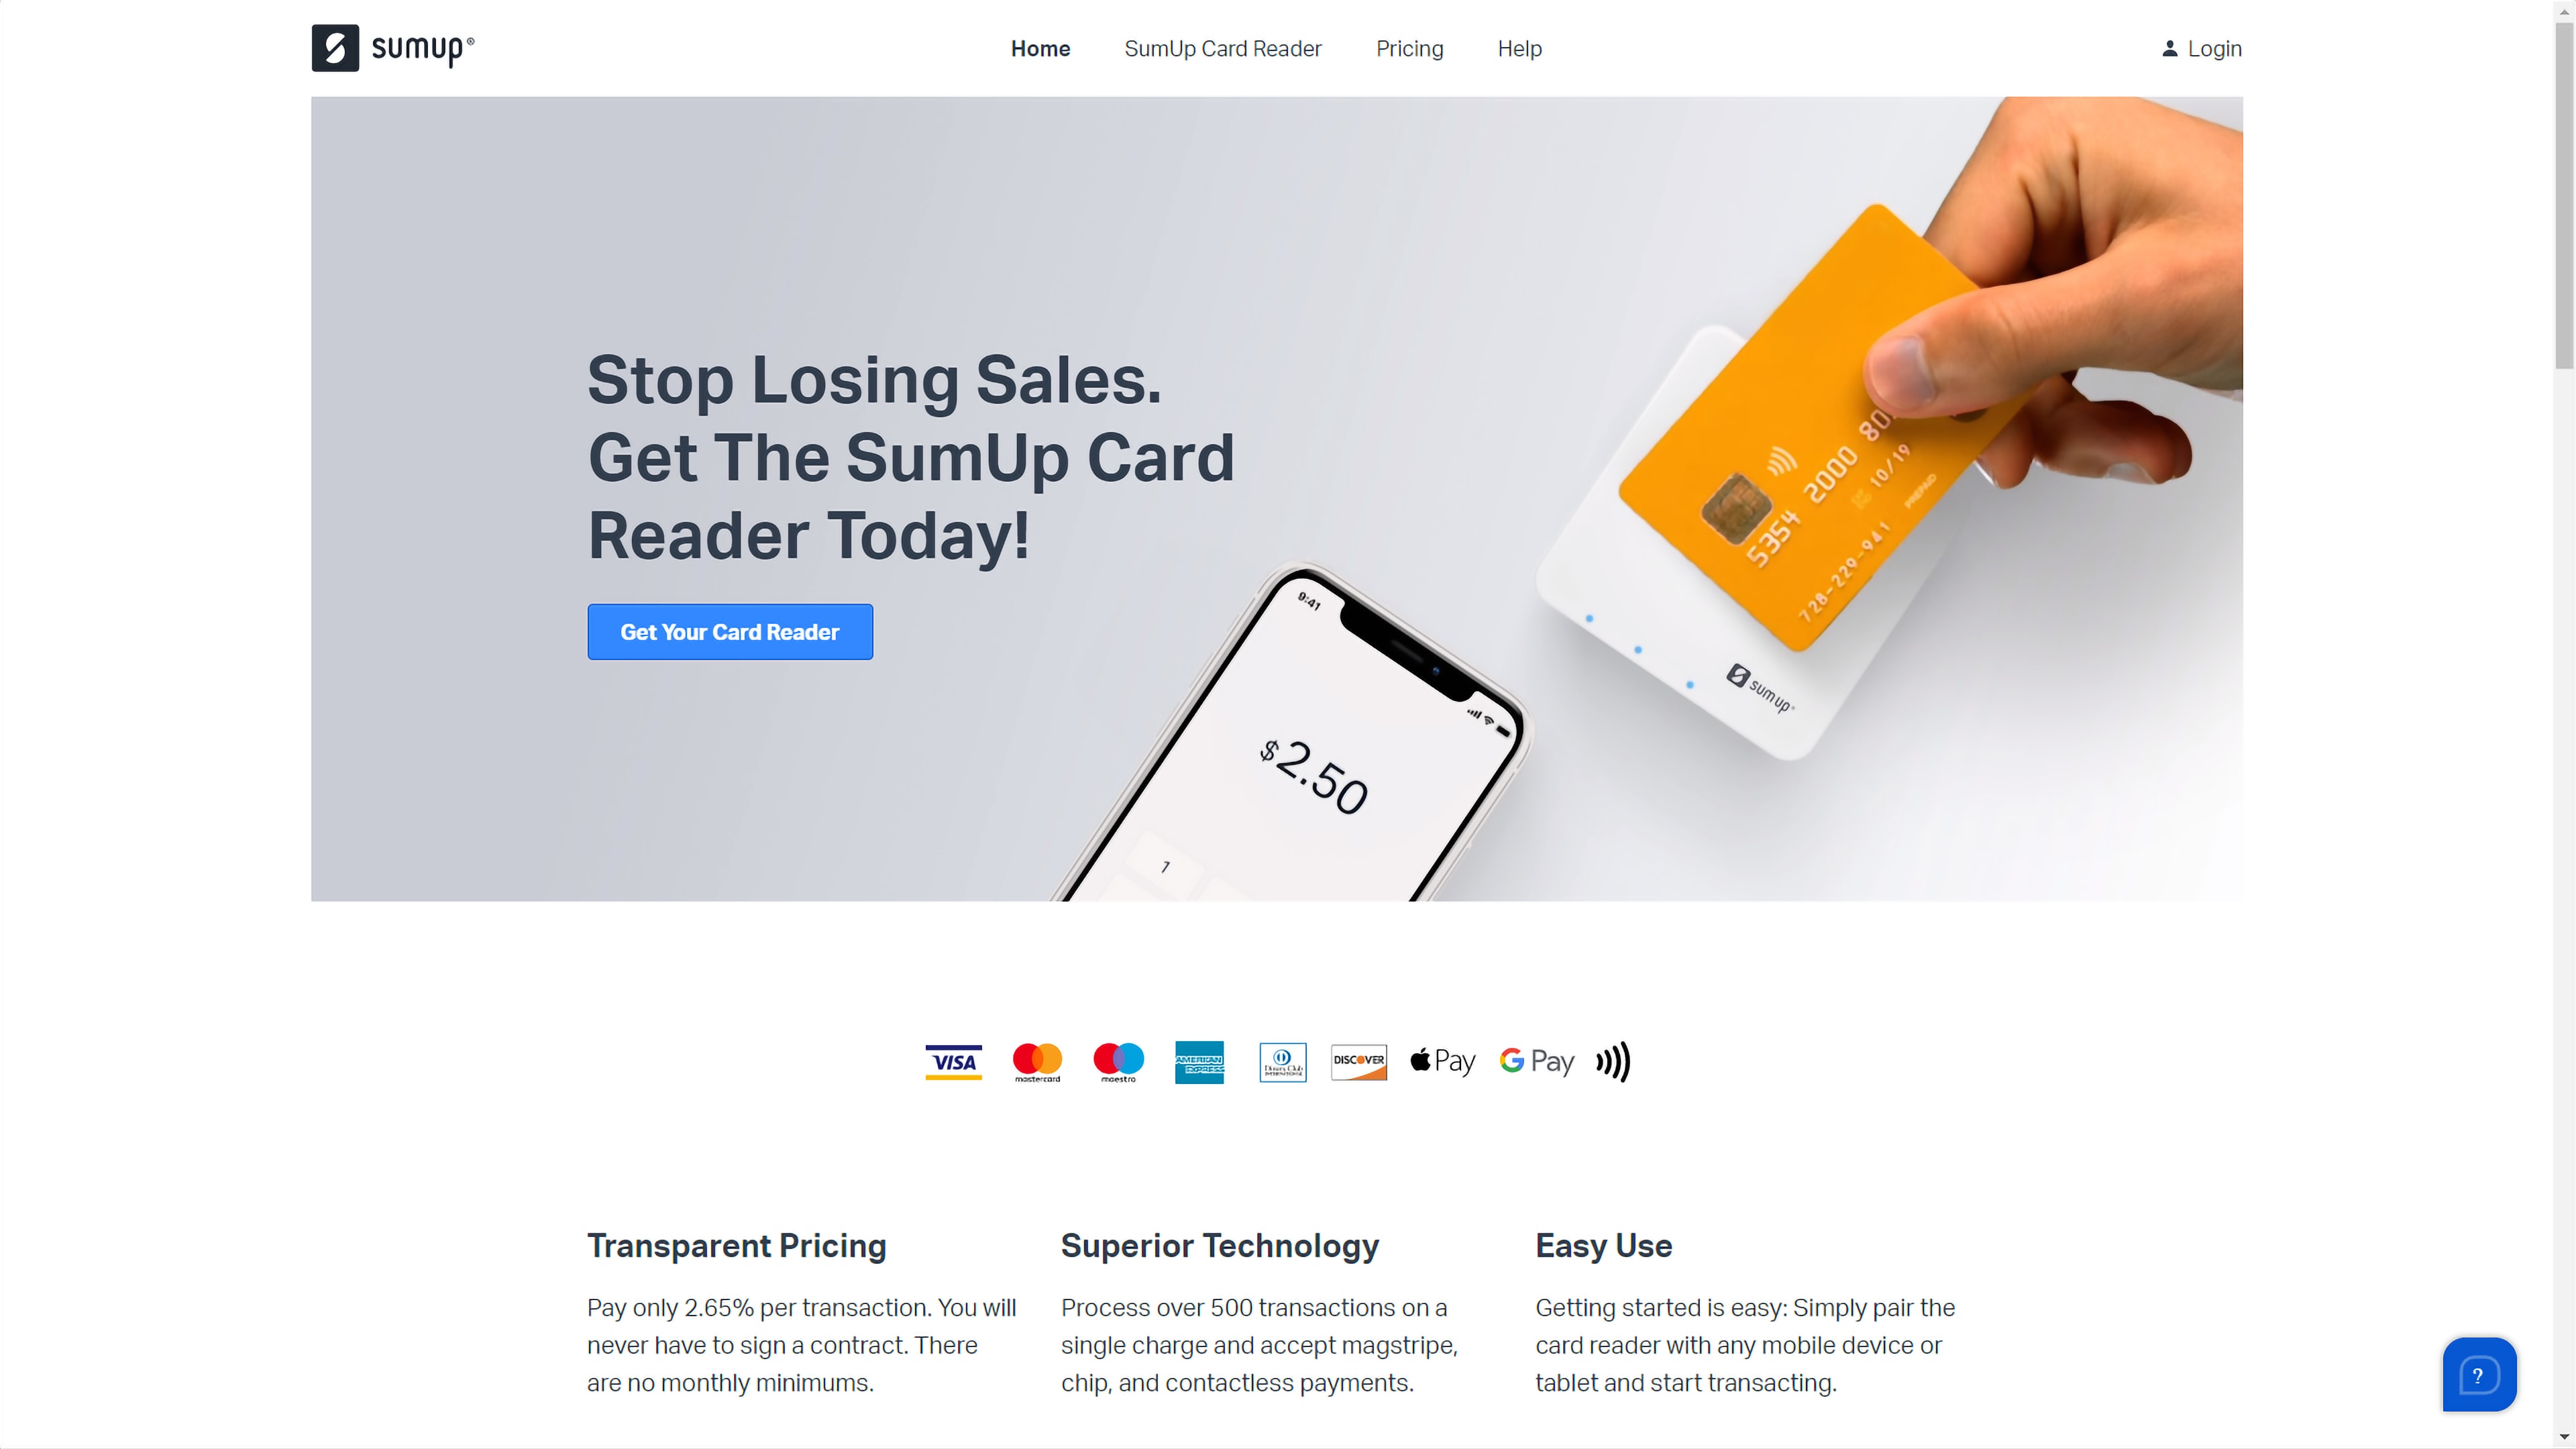 sumup®
Home
SumUp Card Reader
Pricing
Help
Login
Stop Losing Sales.
Get The SumUp Card
Reader Today!
Get Your Card Reader
9:41
$2.50
1
5354 2000 80
10/19
PREPAID
728-229-941
sumup®
VISA
mastercard
maestro
AMERICAN
EXPRESS
Diners Club
INTERNATIONAL
DISCOVER
Pay
G Pay
Transparent Pricing
Pay only 2.65% per transaction. You will
never have to sign a contract. There
are no monthly minimums.
Superior Technology
Process over 500 transactions on a
single charge and accept magstripe,
chip, and contactless payments.
Easy Use
Getting started is easy: Simply pair the
card reader with any mobile device or
tablet and start transacting.
?